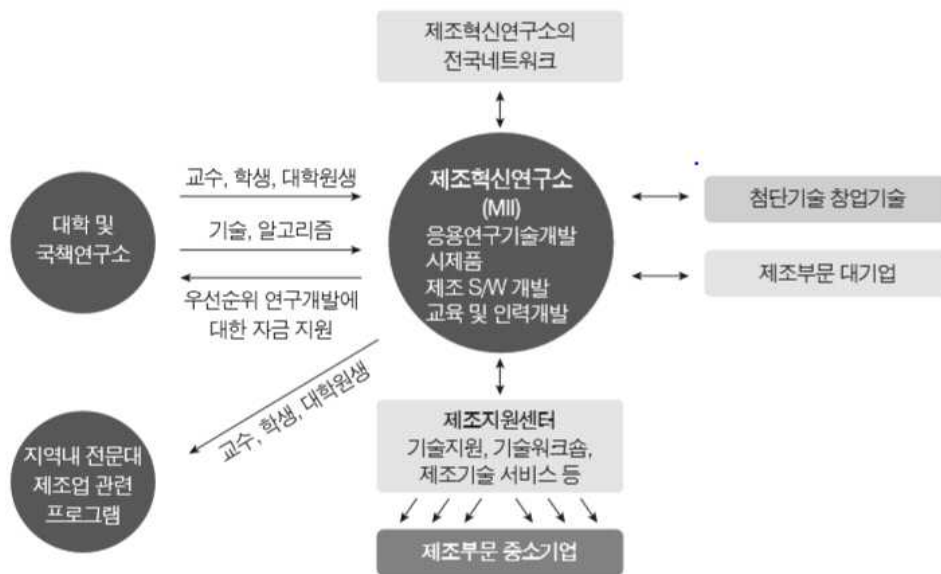 제조혁신연구소의
전국네트워크
교수, 학생, 대학원생
기술, 알고리즘
우선순위 연구개발에
대한 자금 지원
대학 및
국책연구소
제조혁신연구소
(MII)
응용연구기술개발
시제품
제조 S/W 개발
교육 및 인력개발
첨단기술 창업기술
제조부문 대기업
교수, 학생, 대학원생
지역내 전문대
제조업 관련
프로그램
제조지원센터
기술지원, 기술워크숍,
제조기술 서비스 등
제조부문 중소기업